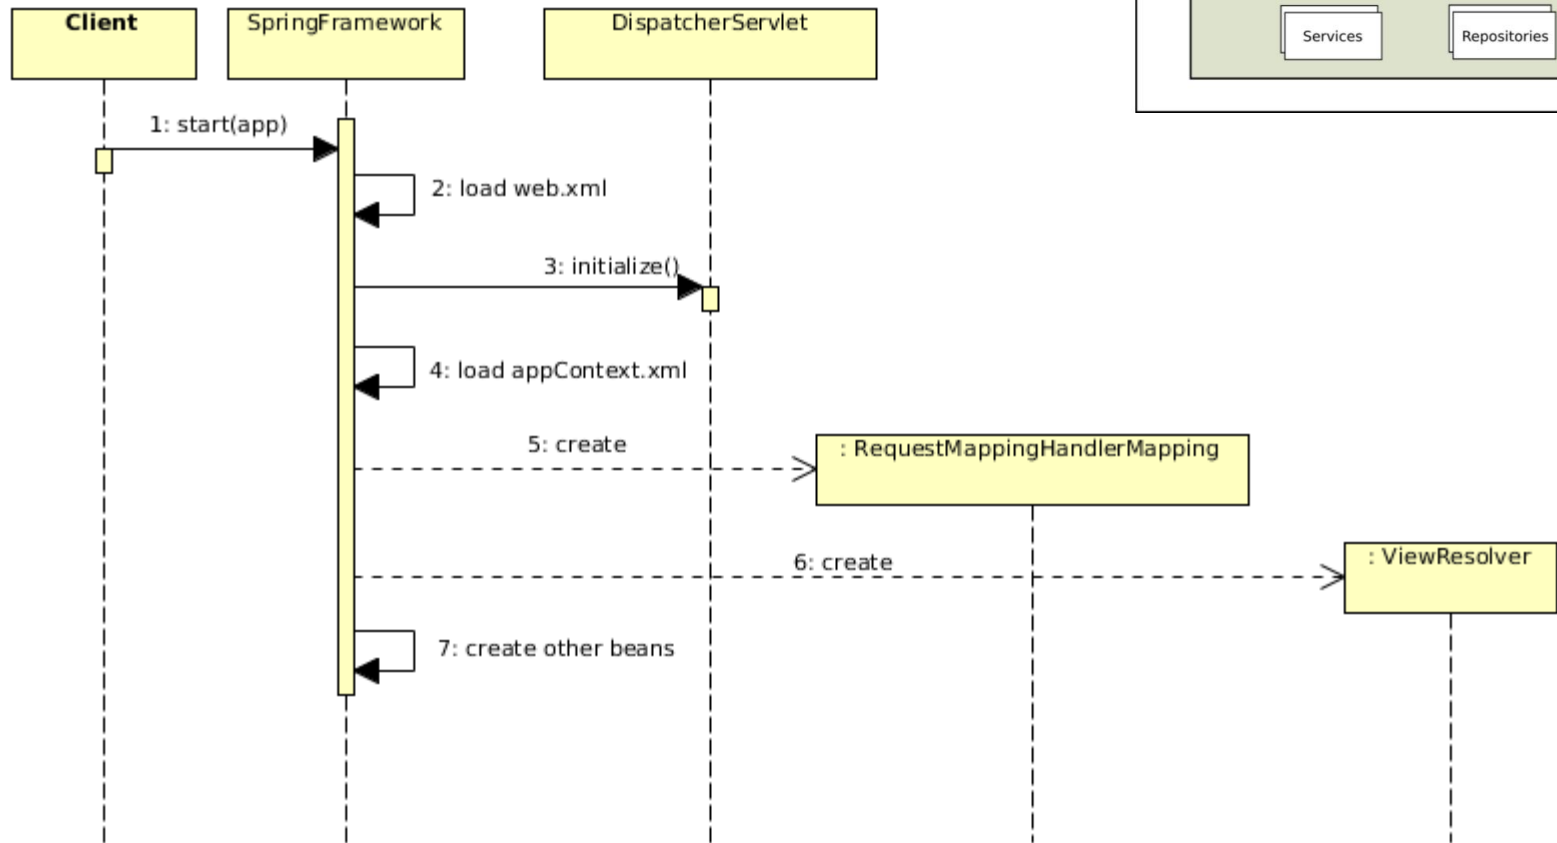 Client
SpringFramework
DispatcherServlet
Services
Repositories
1: start(app)
2: load web.xml
3: initialize()
4: load appContext.xml
5: create
: RequestMappingHandlerMapping
6: create
: ViewResolver
7: create other beans